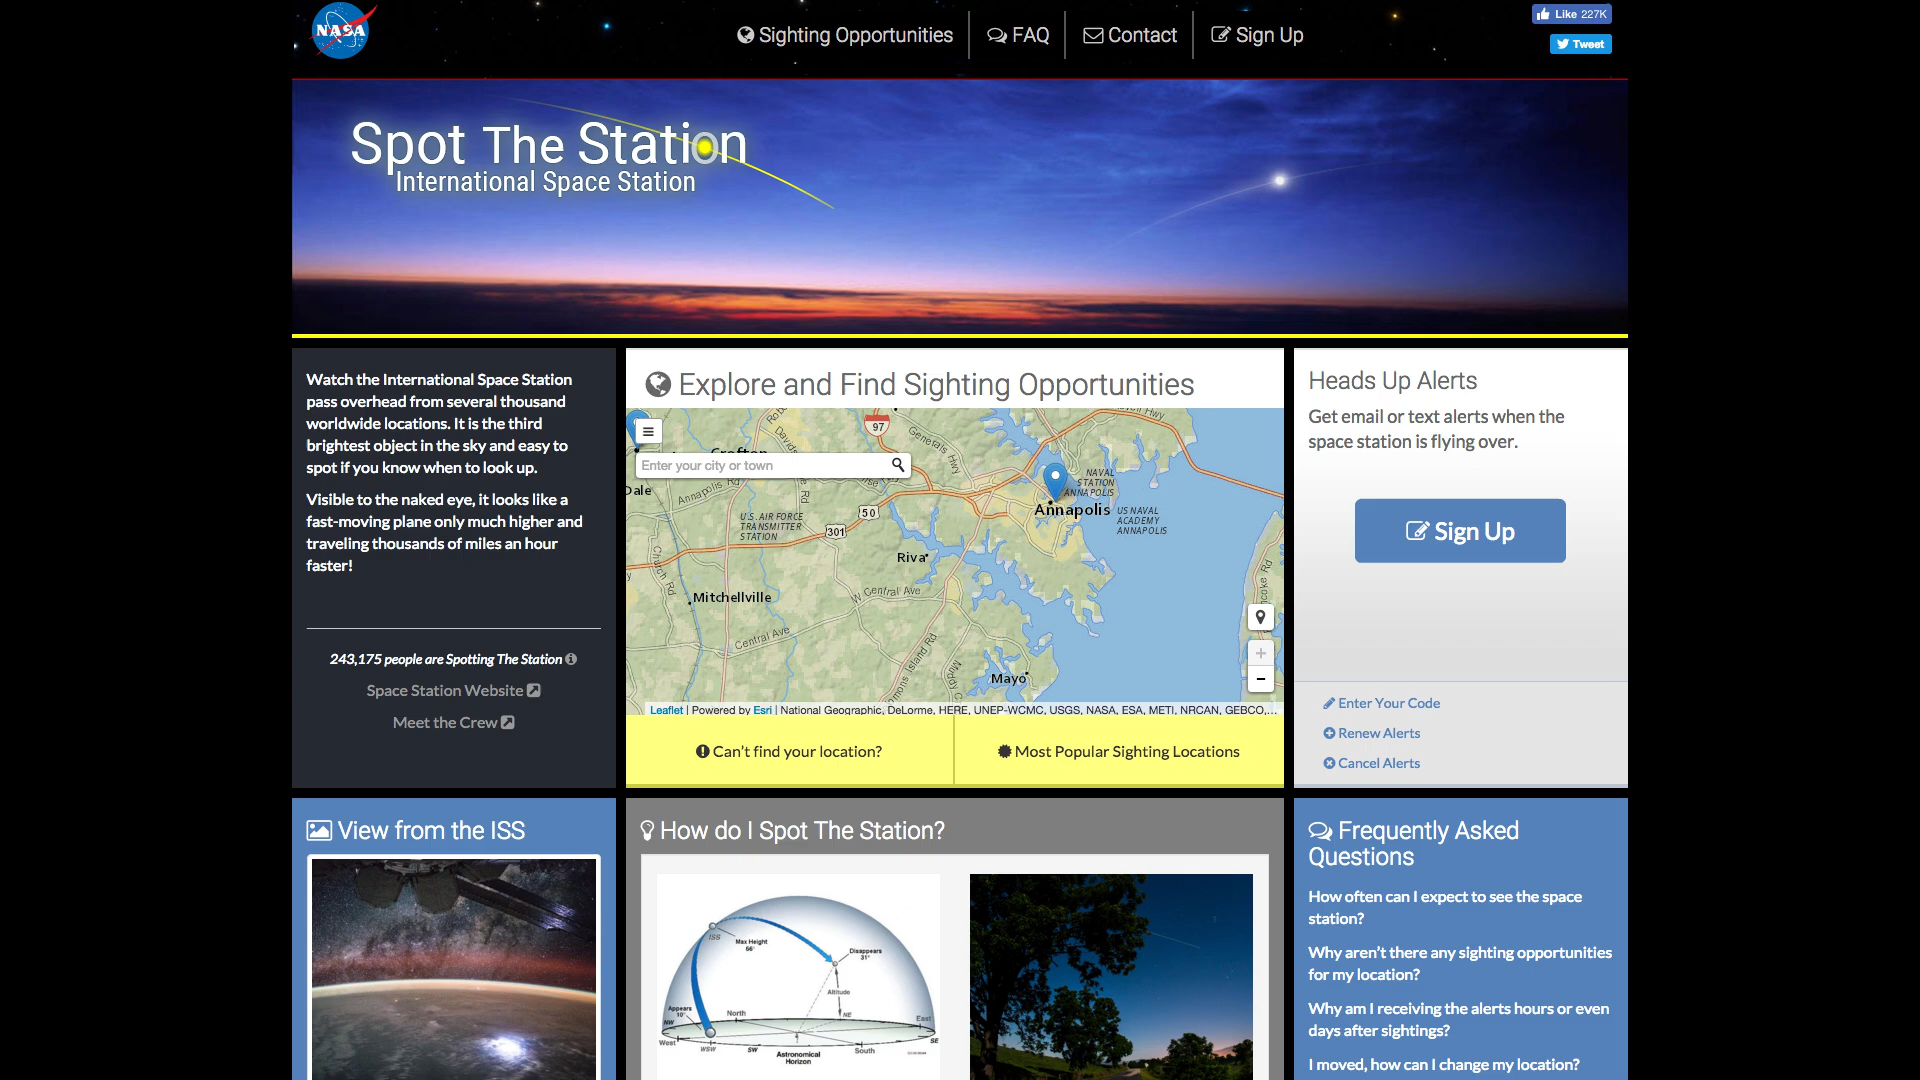 NASA
Sighting Opportunities
FAQ
Contact
Sign Up
Like 227K
Tweet
Spot The Station
International Space Station
Watch the International Space Station
pass overhead from several thousand
worldwide locations. It is the third
brightest object in the sky and easy to
spot if you know when to look up.
Visible to the naked eye, it looks like a
fast-moving plane only much higher and
traveling thousands of miles an hour
faster!
243,175 people are Spotting The Station
Space Station Website
Meet the Crew
Explore and Find Sighting Opportunities
97
Generals Hwy
Enter your city or town
Dale
Annapolis Rd
U.S. AIR FORCE
TRANSMITTER
STATION
50
301
NAVAL
STATION
ANNAPOLIS
Annapolis
US NAVAL
ACADEMY
ANNAPOLIS
Riva
Church Rd
W Central Ave
Mitchellville
Central Ave
Mayo
+
-
Leaflet | Powered by Esri | National Geographic, DeLorme, HERE, UNEP-WCMC, USGS, NASA, ESA, METI, NRCAN, GEBCO,...
Can't find your location?
Most Popular Sighting Locations
Heads Up Alerts
Get email or text alerts when the
space station is flying over.
Sign Up
Enter Your Code
Renew Alerts
Cancel Alerts
View from the ISS
How do I Spot The Station?
ISS
Max Height
66°
Disappears
31°
Altitude
Appears
10°
NW
North
NE
East
West
WSW
SW
South
SE
Astronomical
Horizon
Frequently Asked
Questions
How often can I expect to see the space
station?
Why aren't there any sighting opportunities
for my location?
Why am I receiving the alerts hours or even
days after sightings?
I moved, how can I change my location?